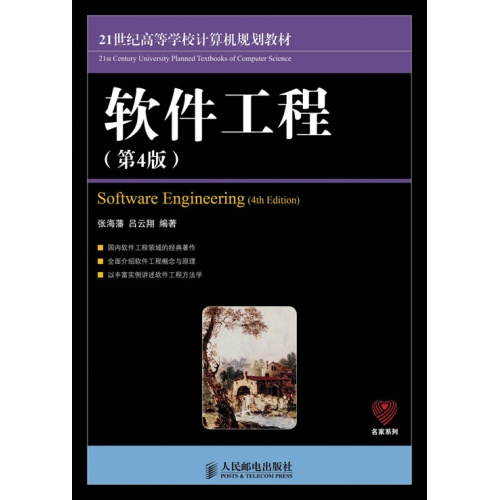 21世纪高等学校计算机规划教材
21st Century University Planned Textbooks of Computer Science
软件工程
（第4版）
Software Engineering (4th Edition)
张海藩 吕云翔 编著
国内软件工程领域的经典著作
全面介绍软件工程概念与原理
以丰富实例讲述软件工程方法学
名家系列
人民邮电出版社
POSTS & TELECOM PRESS